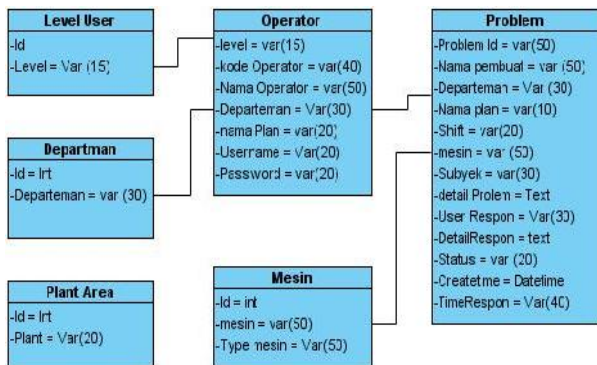 Level User
-Id
-Level = Var (15)
Operator
-level = var(15)
-kode Operator = var(40)
-Nama Operator = var(50)
-Departeman = Var(30)
-nama Plan = var(20)
-Username = Var(20)
-Password = var(20)
Problem
-Problem Id = var(50)
-Nama pembuat = var (50)
-Departeman = Var (30)
-Nama plan = var(10)
-Shift = var(20)
-mesin = var (50)
-Subyek = var(30)
-detail Prolem = Text
-User Respon = Var(30)
-DetailRespon = text
-Status = var (20)
-Createtme = Datetime
-TimeRespon = Var(40)
Departman
-Id = Int
-Departeman = var (30)
Plant Area
-Id = Int
-Plant = Var(20)
Mesin
-Id = int
-mesin = var(50)
-Type mesin = Var(50)